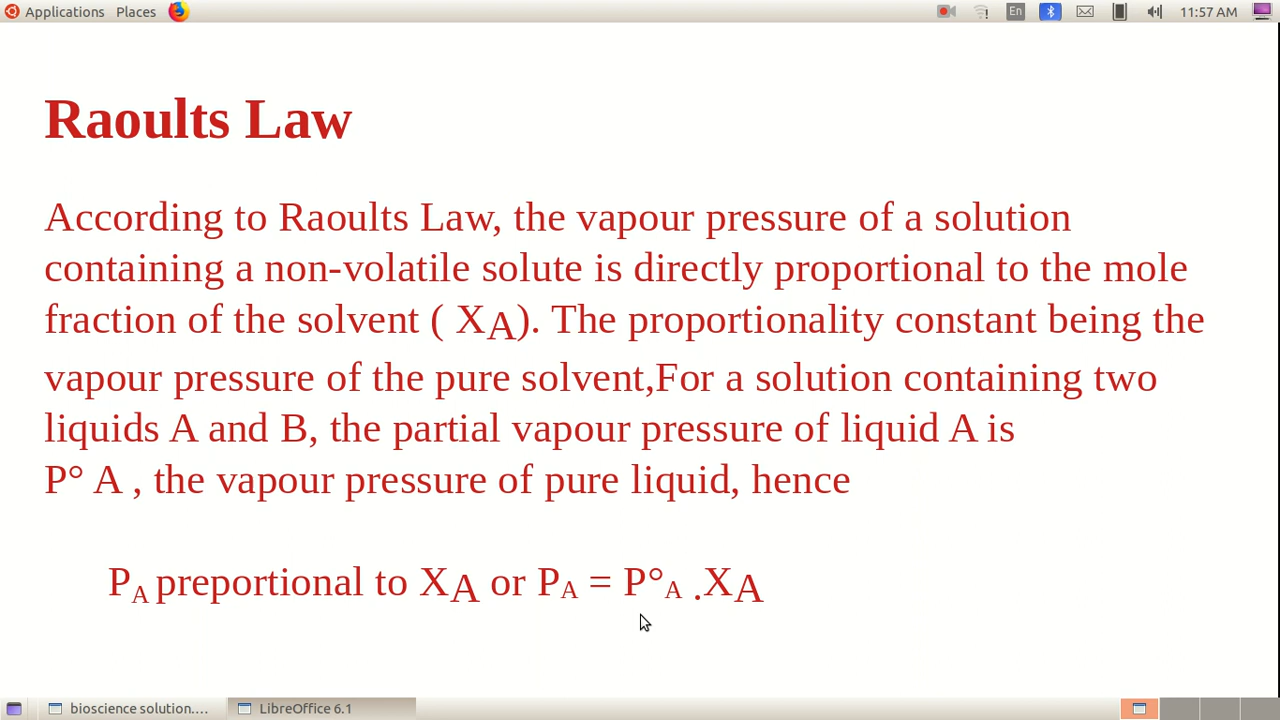 Applications Places En 11:57 AM
Raoults Law
According to Raoults Law, the vapour pressure of a solution
containing a non-volatile solute is directly proportional to the mole
fraction of the solvent ( XA). The proportionality constant being the
vapour pressure of the pure solvent,For a solution containing two
liquids A and B, the partial vapour pressure of liquid A is
P° A , the vapour pressure of pure liquid, hence
PA preportional to XA or PA = P°A .XA
bioscience solution.... LibreOffice 6.1